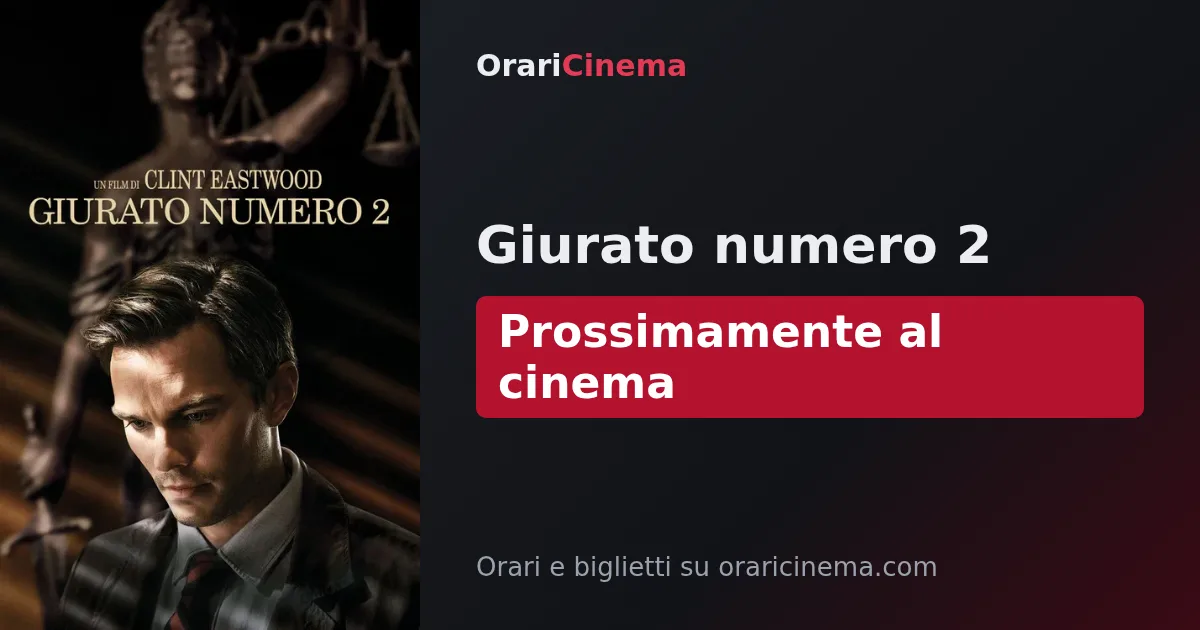 UN FILM DI CLINT EASTWOOD
GIURATO NUMERO 2
OrariCinema
Giurato numero 2
Prossimamente al
cinema
Orari e biglietti su oraricinema.com